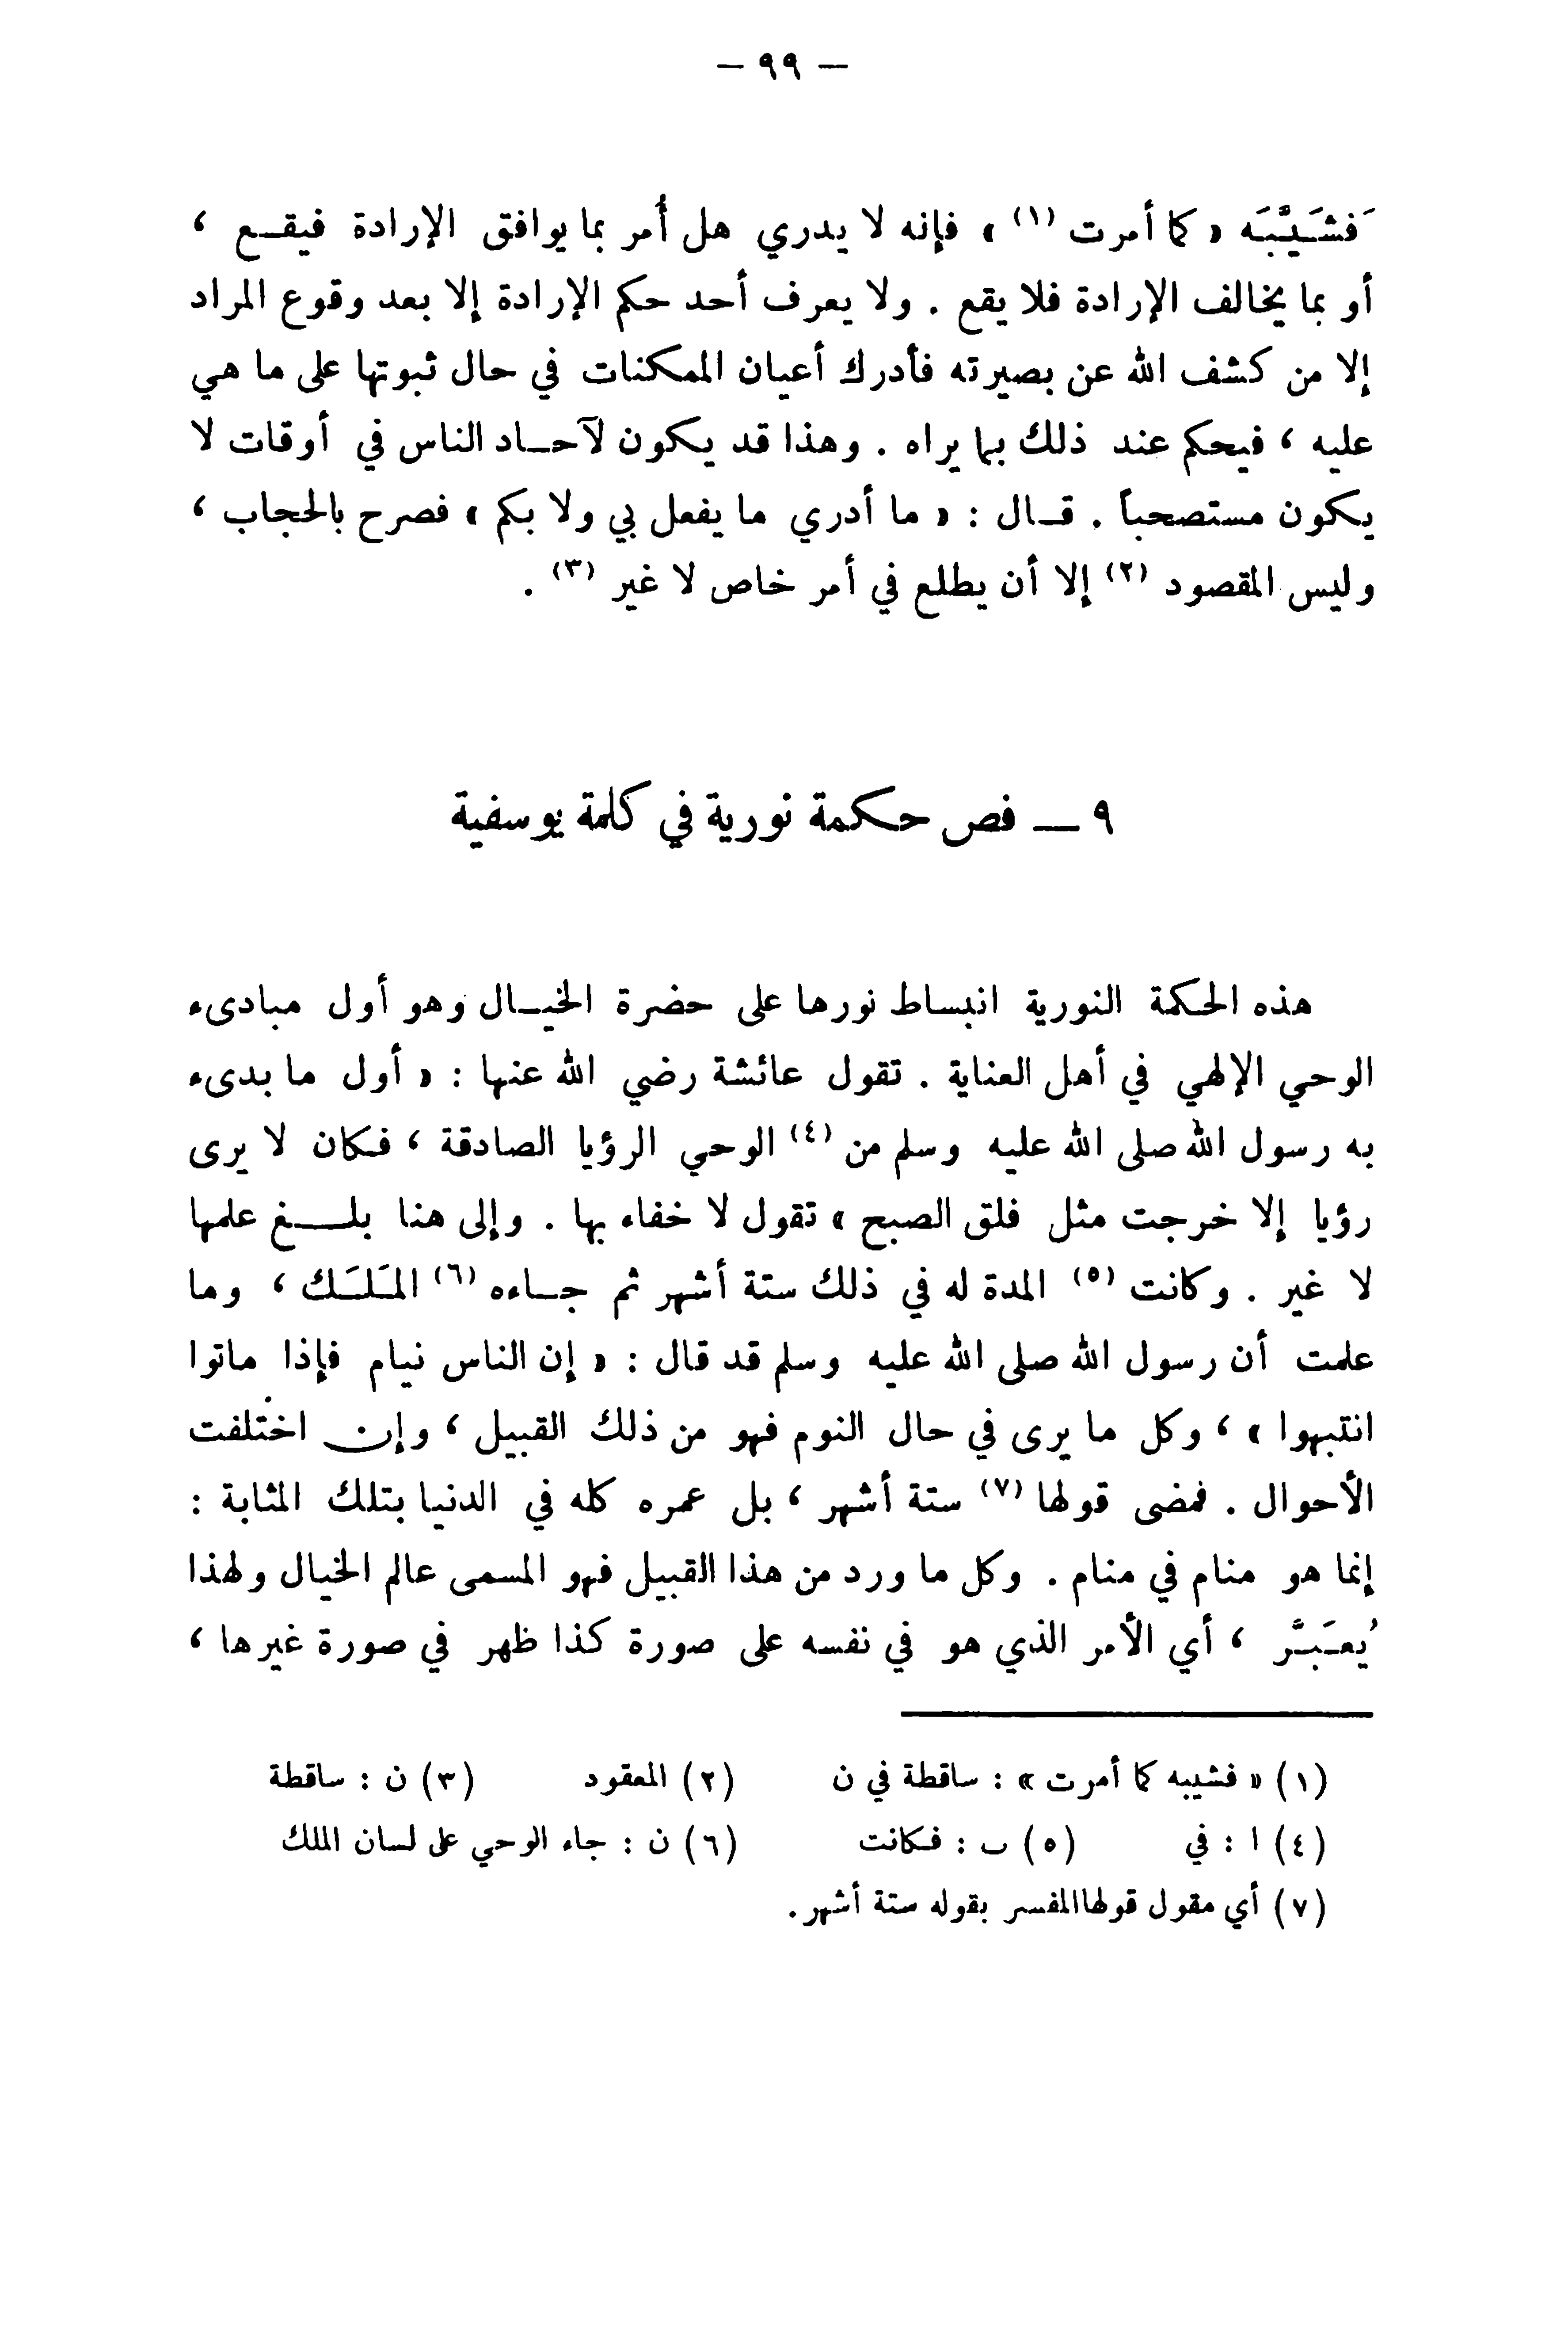 – ٩٩ –
فَشَيَّبَه « كما أمرت (١) » فإنه لا يدري هل أُمر بما يوافق الإرادة فيقـع ،
أو بما يخالف الإرادة فلا يقع . ولا يعرف أحد حكم الإرادة إلا بعد وقوع المراد
إلا من كشف الله عن بصيرته فأدرك أعيان الممكنات في حال ثبوتها على ما هي
عليه ، فيحكم عند ذلك بما يراه . وهذا قد يكون لآحـاد الناس في أوقات لا
يكون مستصحباً . قـال : « ما أدري ما يفعل بي ولا بكم » فصرح بالحجاب ،
وليس المقصود (٢) إلا أن يطلع في أمر خاص لا غير (٣) .
٩ — فص حكمة نورية في كلمة يوسفية
هذه الحكمة النورية انبساط نورها على حضرة الخيـال وهو أول مبادىء
الوحي الإلهي في أهل العناية . تقول عائشة رضي الله عنها : « أول ما بدىء
به رسول الله صلى الله عليه وسلم من (٤) الوحي الرؤيا الصادقة ، فكان لا يرى
رؤيا إلا خرجت مثل فلق الصبح » تقول لا خفاء بها . وإلى هنا بلــغ علمها
لا غير . وكانت (٥) المدة له في ذلك ستة أشهر ثم جـاءه (٦) المَلَك ، وما
علمت أن رسول الله صلى الله عليه وسلم قد قال : « إن الناس نيام فإذا ماتوا
انتبهوا » ، وكل ما يرى في حال النوم فهو من ذلك القبيل ، وإن اختلفت
الأحوال . فمضى قولها (٧) ستة أشهر ، بل عمره كله في الدنيا بتلك المثابة :
إنما هو منام في منام . وكل ما ورد من هذا القبيل فهو المسمى عالم الخيال ولهذا
يُعَبَّر ، أي الأمر الذي هو في نفسه على صورة كذا ظهر في صورة غيرها ،
(١) « فشيبه كما أمرت » : ساقطة في ن (٢) المعقود (٣) ن : ساقطة
(٤) ا : في (٥) ب : فكانت (٦) ن : جاء الوحي على لسان الملك
(٧) أي مقول قولها المفسر بقوله ستة أشهر .